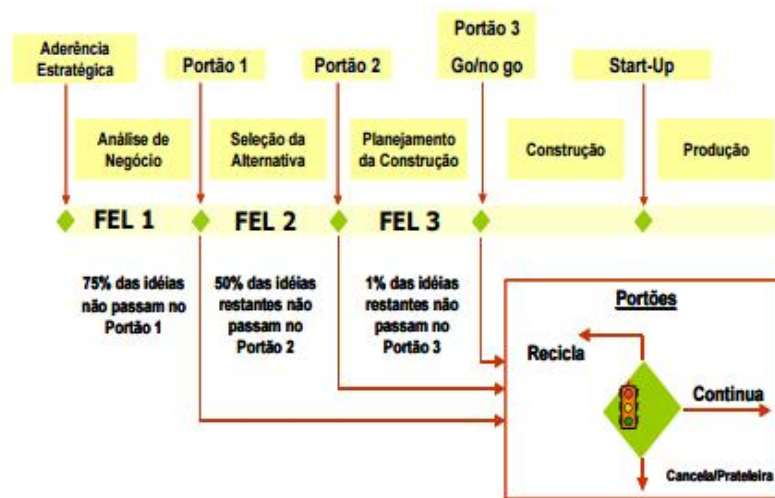 Aderência
Estratégica
Portão 1
Portão 2
Portão 3
Go/no go
Start-Up
Análise de
Negócio
Seleção da
Alternativa
Planejamento
da Construção
Construção
Produção
FEL 1
FEL 2
FEL 3
75% das idéias
não passam no
Portão 1
50% das idéias
restantes não
passam no
Portão 2
1% das idéias
restantes não
passam no
Portão 3
Portões
Recicla
Continua
Cancela/Prateleira